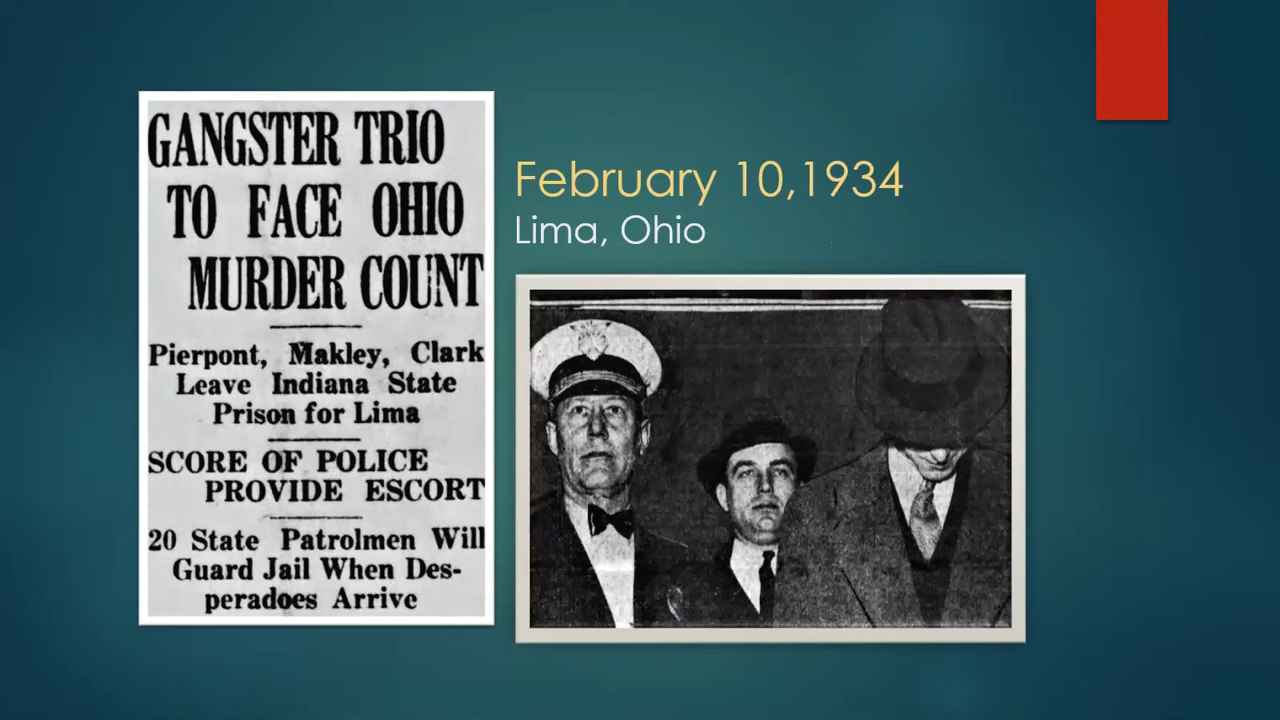 GANGSTER TRIO
TO FACE OHIO
MURDER COUNT
Pierpont, Makley, Clark
Leave Indiana State
Prison for Lima
SCORE OF POLICE
PROVIDE ESCORT
20 State Patrolmen Will
Guard Jail When Des-
peradoes Arrive
February 10,1934
Lima, Ohio